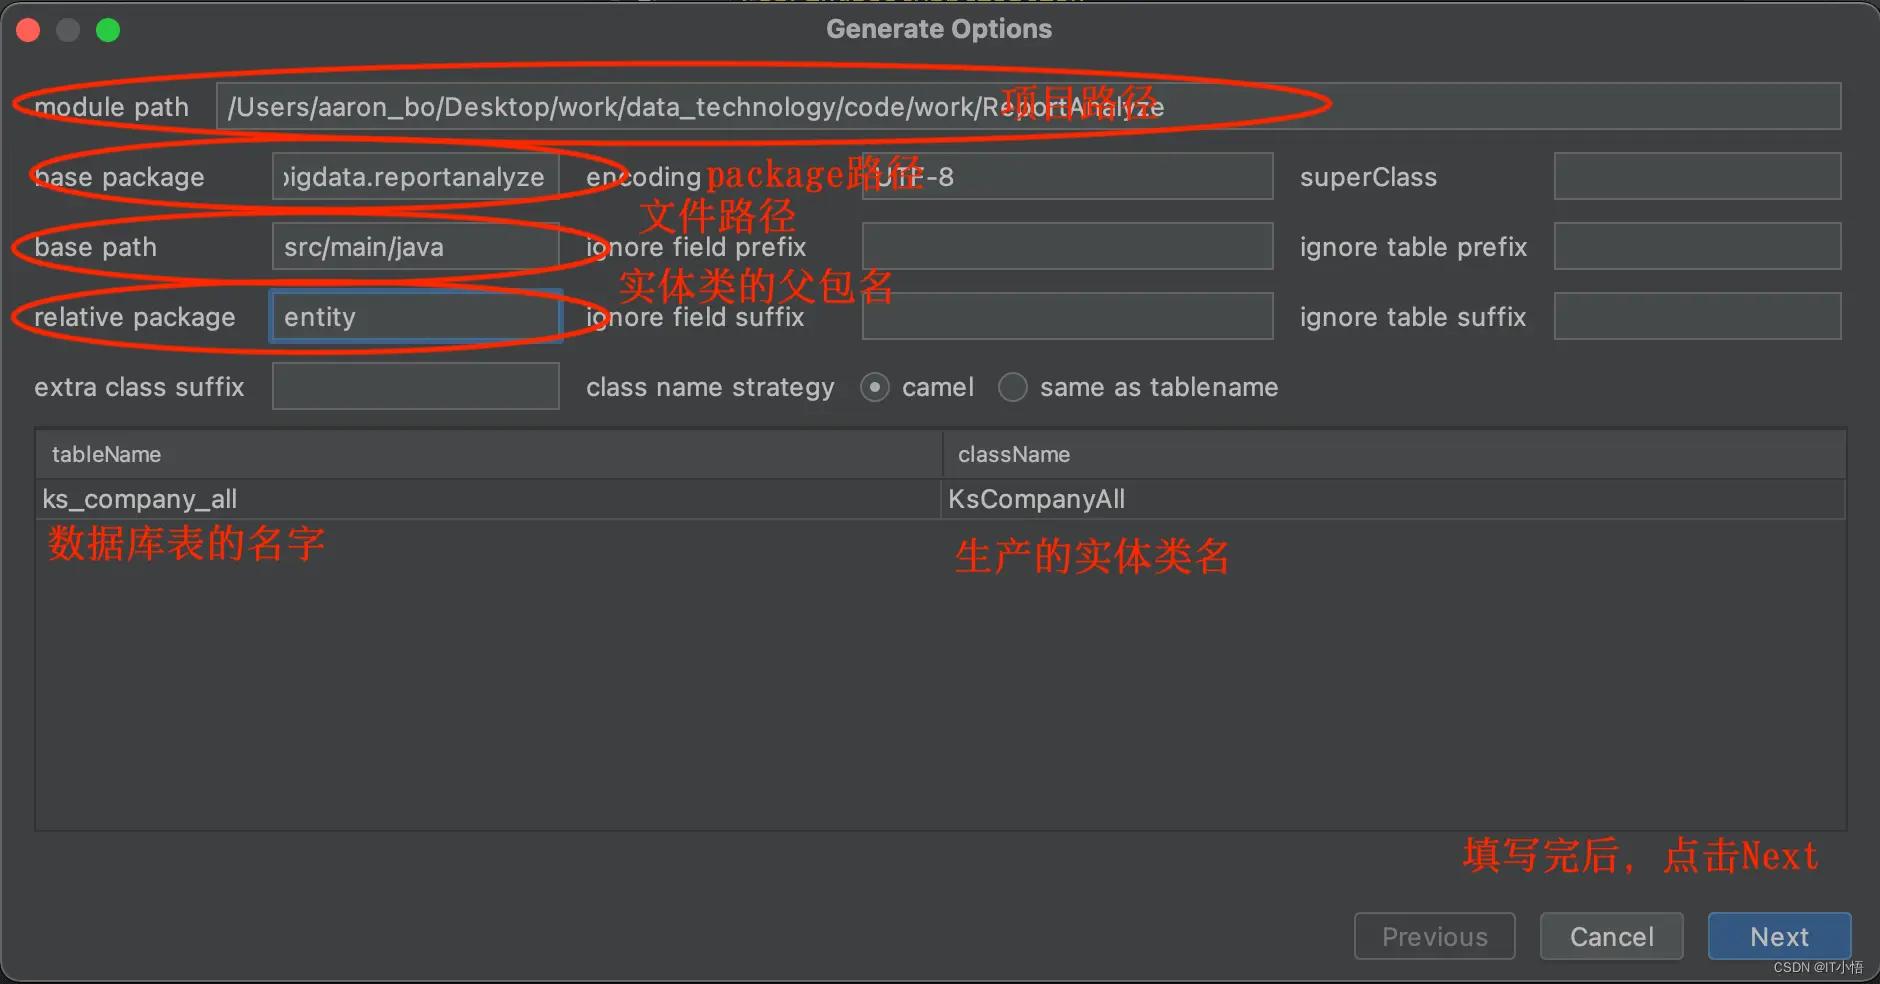 Generate Options
module path /Users/aaron_bo/Desktop/work/data_technology/code/work/ReportAnalyze 项目路径
base package bigdata.reportanalyze encoding UTF-8 superClass
package路径
文件路径
base path src/main/java ignore field prefix ignore table prefix
实体类的父包名
relative package entity ignore field suffix ignore table suffix
extra class suffix class name strategy camel same as tablename
tableName className
ks_company_all KsCompanyAll
数据库表的名字 生产的实体类名
填写完后，点击Next
Previous Cancel Next
CSDN @IT小悟